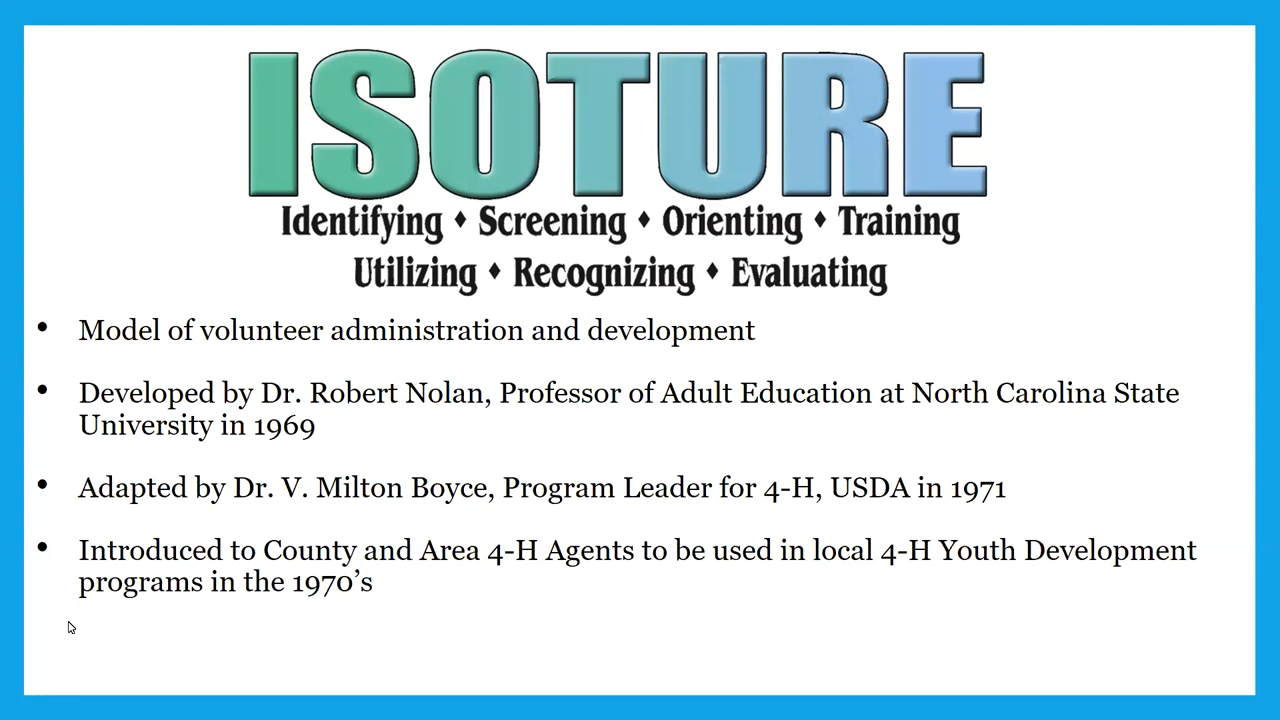 ISOTURE
Identifying ♦ Screening ♦ Orienting ♦ Training
Utilizing ♦ Recognizing ♦ Evaluating
• Model of volunteer administration and development
• Developed by Dr. Robert Nolan, Professor of Adult Education at North Carolina State
University in 1969
• Adapted by Dr. V. Milton Boyce, Program Leader for 4-H, USDA in 1971
• Introduced to County and Area 4-H Agents to be used in local 4-H Youth Development
programs in the 1970’s